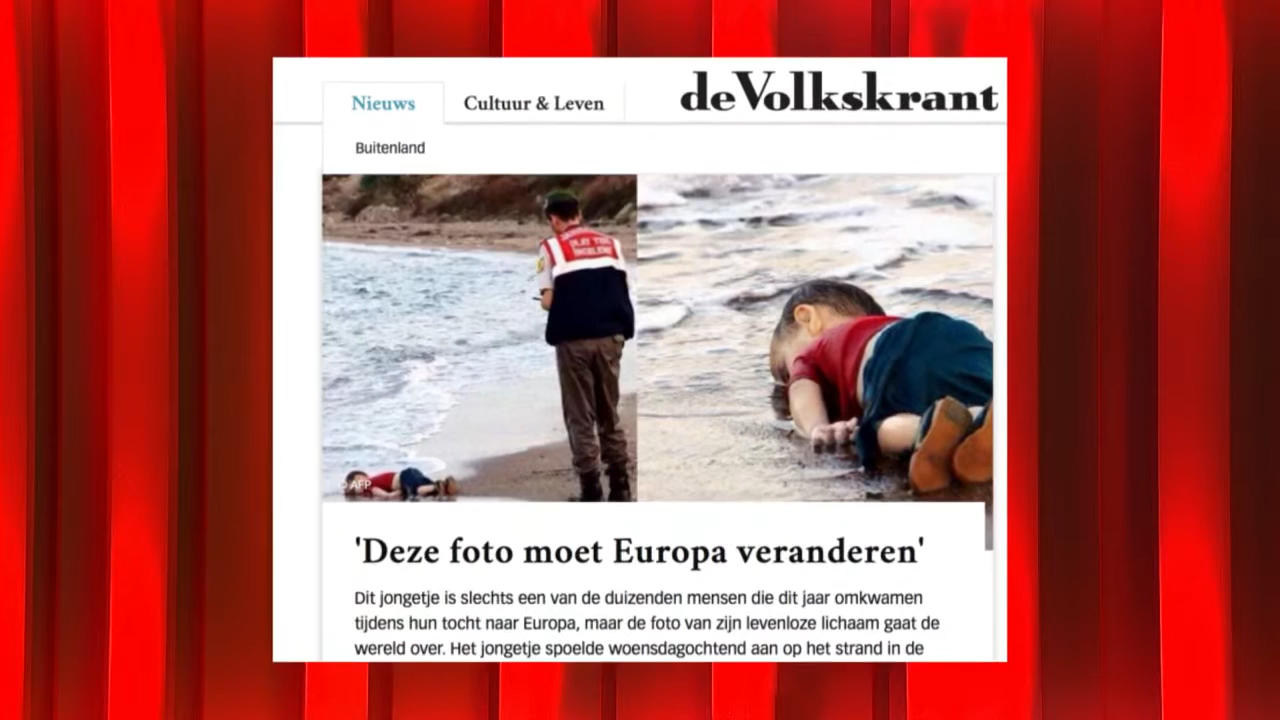 Nieuws
Cultuur & Leven
deVolkskrant
Buitenland
AFP
'Deze foto moet Europa veranderen'
Dit jongetje is slechts een van de duizenden mensen die dit jaar omkwamen
tijdens hun tocht naar Europa, maar de foto van zijn levenloze lichaam gaat de
wereld over. Het jongetje spoelde woensdagochtend aan op het strand in de